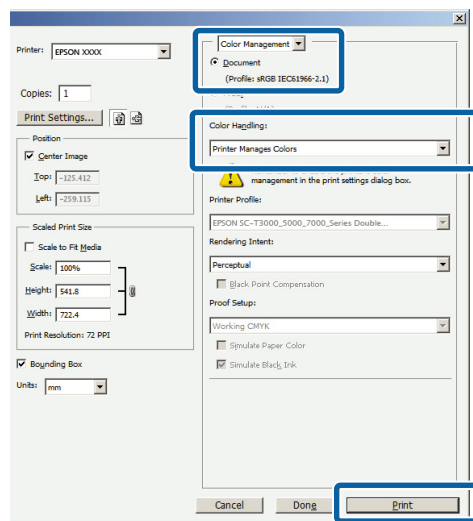 Printer: EPSON XXXX
Copies: 1
Print Settings...
Position
Center Image
Top: -125.412
Left: -259.115
Scaled Print Size
Scale to Fit Media
Scale: 100%
Height: 541.8
Width: 722.4
Print Resolution: 72 PPI
Bounding Box
Units: mm
Color Management
Document
(Profile: sRGB IEC61966-2.1)
Color Handling:
Printer Manages Colors
management in the print settings dialog box.
Printer Profile:
EPSON SC-T3000_5000_7000_Series Double...
Rendering Intent:
Perceptual
Black Point Compensation
Proof Setup:
Working CMYK
Simulate Paper Color
Simulate Black Ink
Cancel
Done
Print